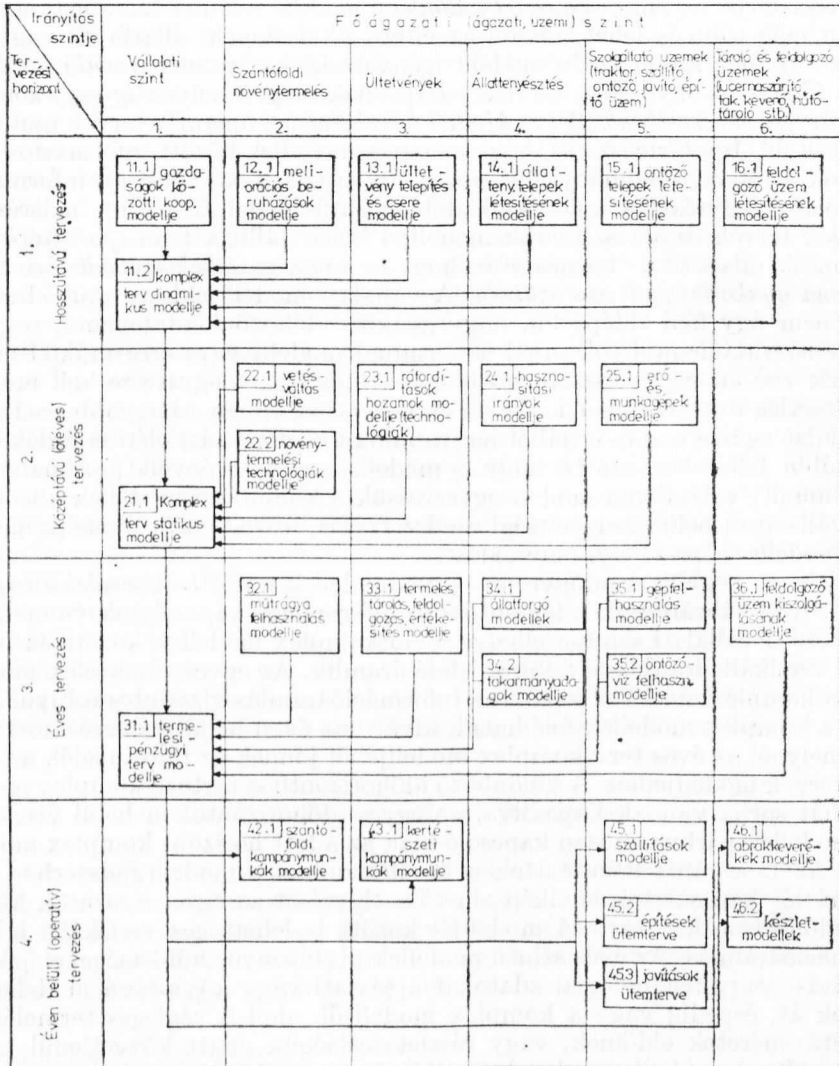 Irányítás szintje
Tervezési horizont
Főágazati (ágazati, üzemi) szint
Vállalati szint
Szántóföldi növénytermelés
Ültetvények
Állattenyésztés
Szolgáltató üzemek (traktor, szállító öntöző, javító, építő üzem)
Tároló és feldolgozó üzemek (lucernaszárító, tak. keverő, hűtőtároló stb.)
1.
2.
3.
4.
5.
6.
1.
Hosszútávú tervezés
11.1 gazdaságok közötti koop. modellje
12.1 meliorációs beruházások modellje
13.1 ültetvény telepítés és csere modellje
14.1 állatteny. telepek létesítésének modellje
15.1 öntöző telepek létesítésének modellje
16.1 feldolgozó üzem létesítésének modellje
11.2 komplex terv dinamikus modellje
2.
Középtávú (ötéves) tervezés
22.1 vetésváltás modellje
23.1 ráfordítások hozamok modellje (technológiák)
24.1 hasznosítási irányok modellje
25.1 erő- és munkagépek modellje
22.2 növénytermelési technológiák modellje
21.1 Komplex terv statikus modellje
3.
Éves tervezés
32.1 műtrágya felhasználás modellje
33.1 termelés, tárolás, feldolgozás, értékesítés modellje
34.1 állatforgó modellek
35.1 gépfelhasználás modellje
36.1 feldolgozó üzem kiszolgálásának modellje
34.2 takarmányadagok modellje
35.2 öntözővíz felhaszn. modellje
31.1 termelési-pénzügyi terv modellje
4.
Éven belüli (operatív) tervezés
42.1 szántóföldi kampánymunkák modellje
43.1 kertészeti kampánymunkák modellje
45.1 szállítások modellje
46.1 abrakkeverékek modellje
45.2 építések ütemterve
46.2 készletmodellek
45.3 javítások ütemterve